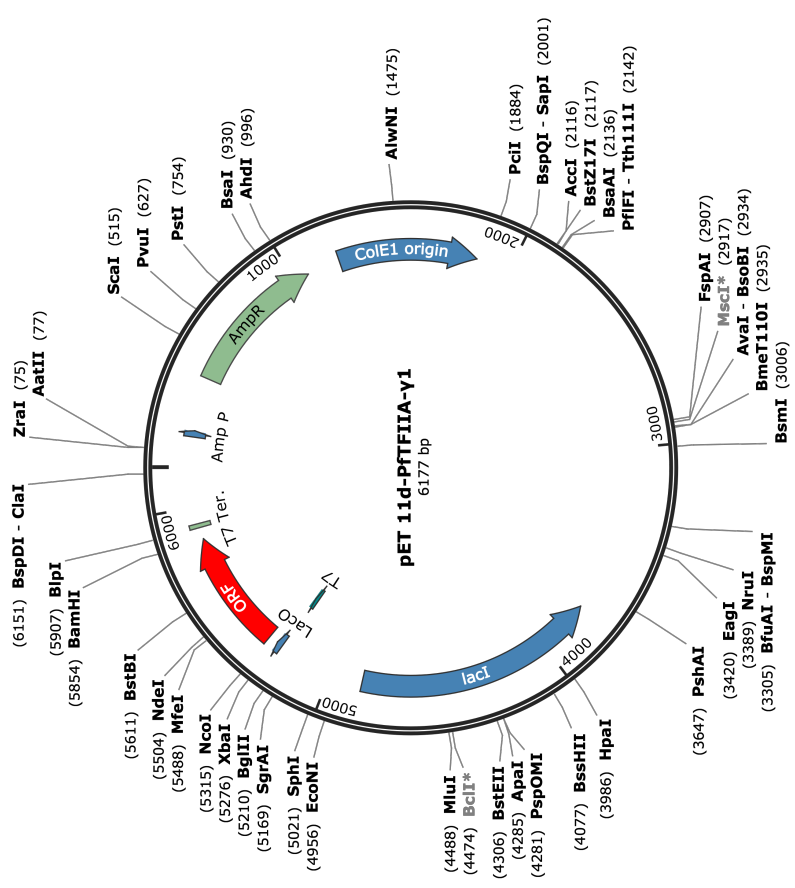 ZraI (75)
AatII (77)
ScaI (515)
PvuI (627)
PstI (754)
BsaI (930)
AhdI (996)
AlwNI (1475)
PciI (1884)
BspQI - SapI (2001)
AccI (2116)
BstZ17I (2117)
BsaAI (2136)
PflFI - Tth111I (2142)
FspAI (2907)
MscI* (2917)
AvaI - BsoBI (2934)
BmeT110I (2935)
BsmI (3006)
(3305) BfuAI - BspMI
(3389) NruI
(3420) EagI
(3647) PshAI
(3986) HpaI
(4077) BssHII
(4281) PspOMI
(4285) ApaI
(4306) BstEII
(4474) BclI*
(4488) MluI
(4956) EcoNI
(5021) SphI
(5169) SgrAI
(5210) BglII
(5276) XbaI
(5315) NcoI
(5488) MfeI
(5504) NdeI
(5611) BstBI
(5854) BamHI
(5907) BlpI
(6151) BspDI - ClaI
1000
2000
3000
4000
5000
6000
ColE1 origin
AmpR
Amp P
T7 Ter.
ORF
LacO
T7
lacI
pET 11d-PfTFIIA-γ1
6177 bp